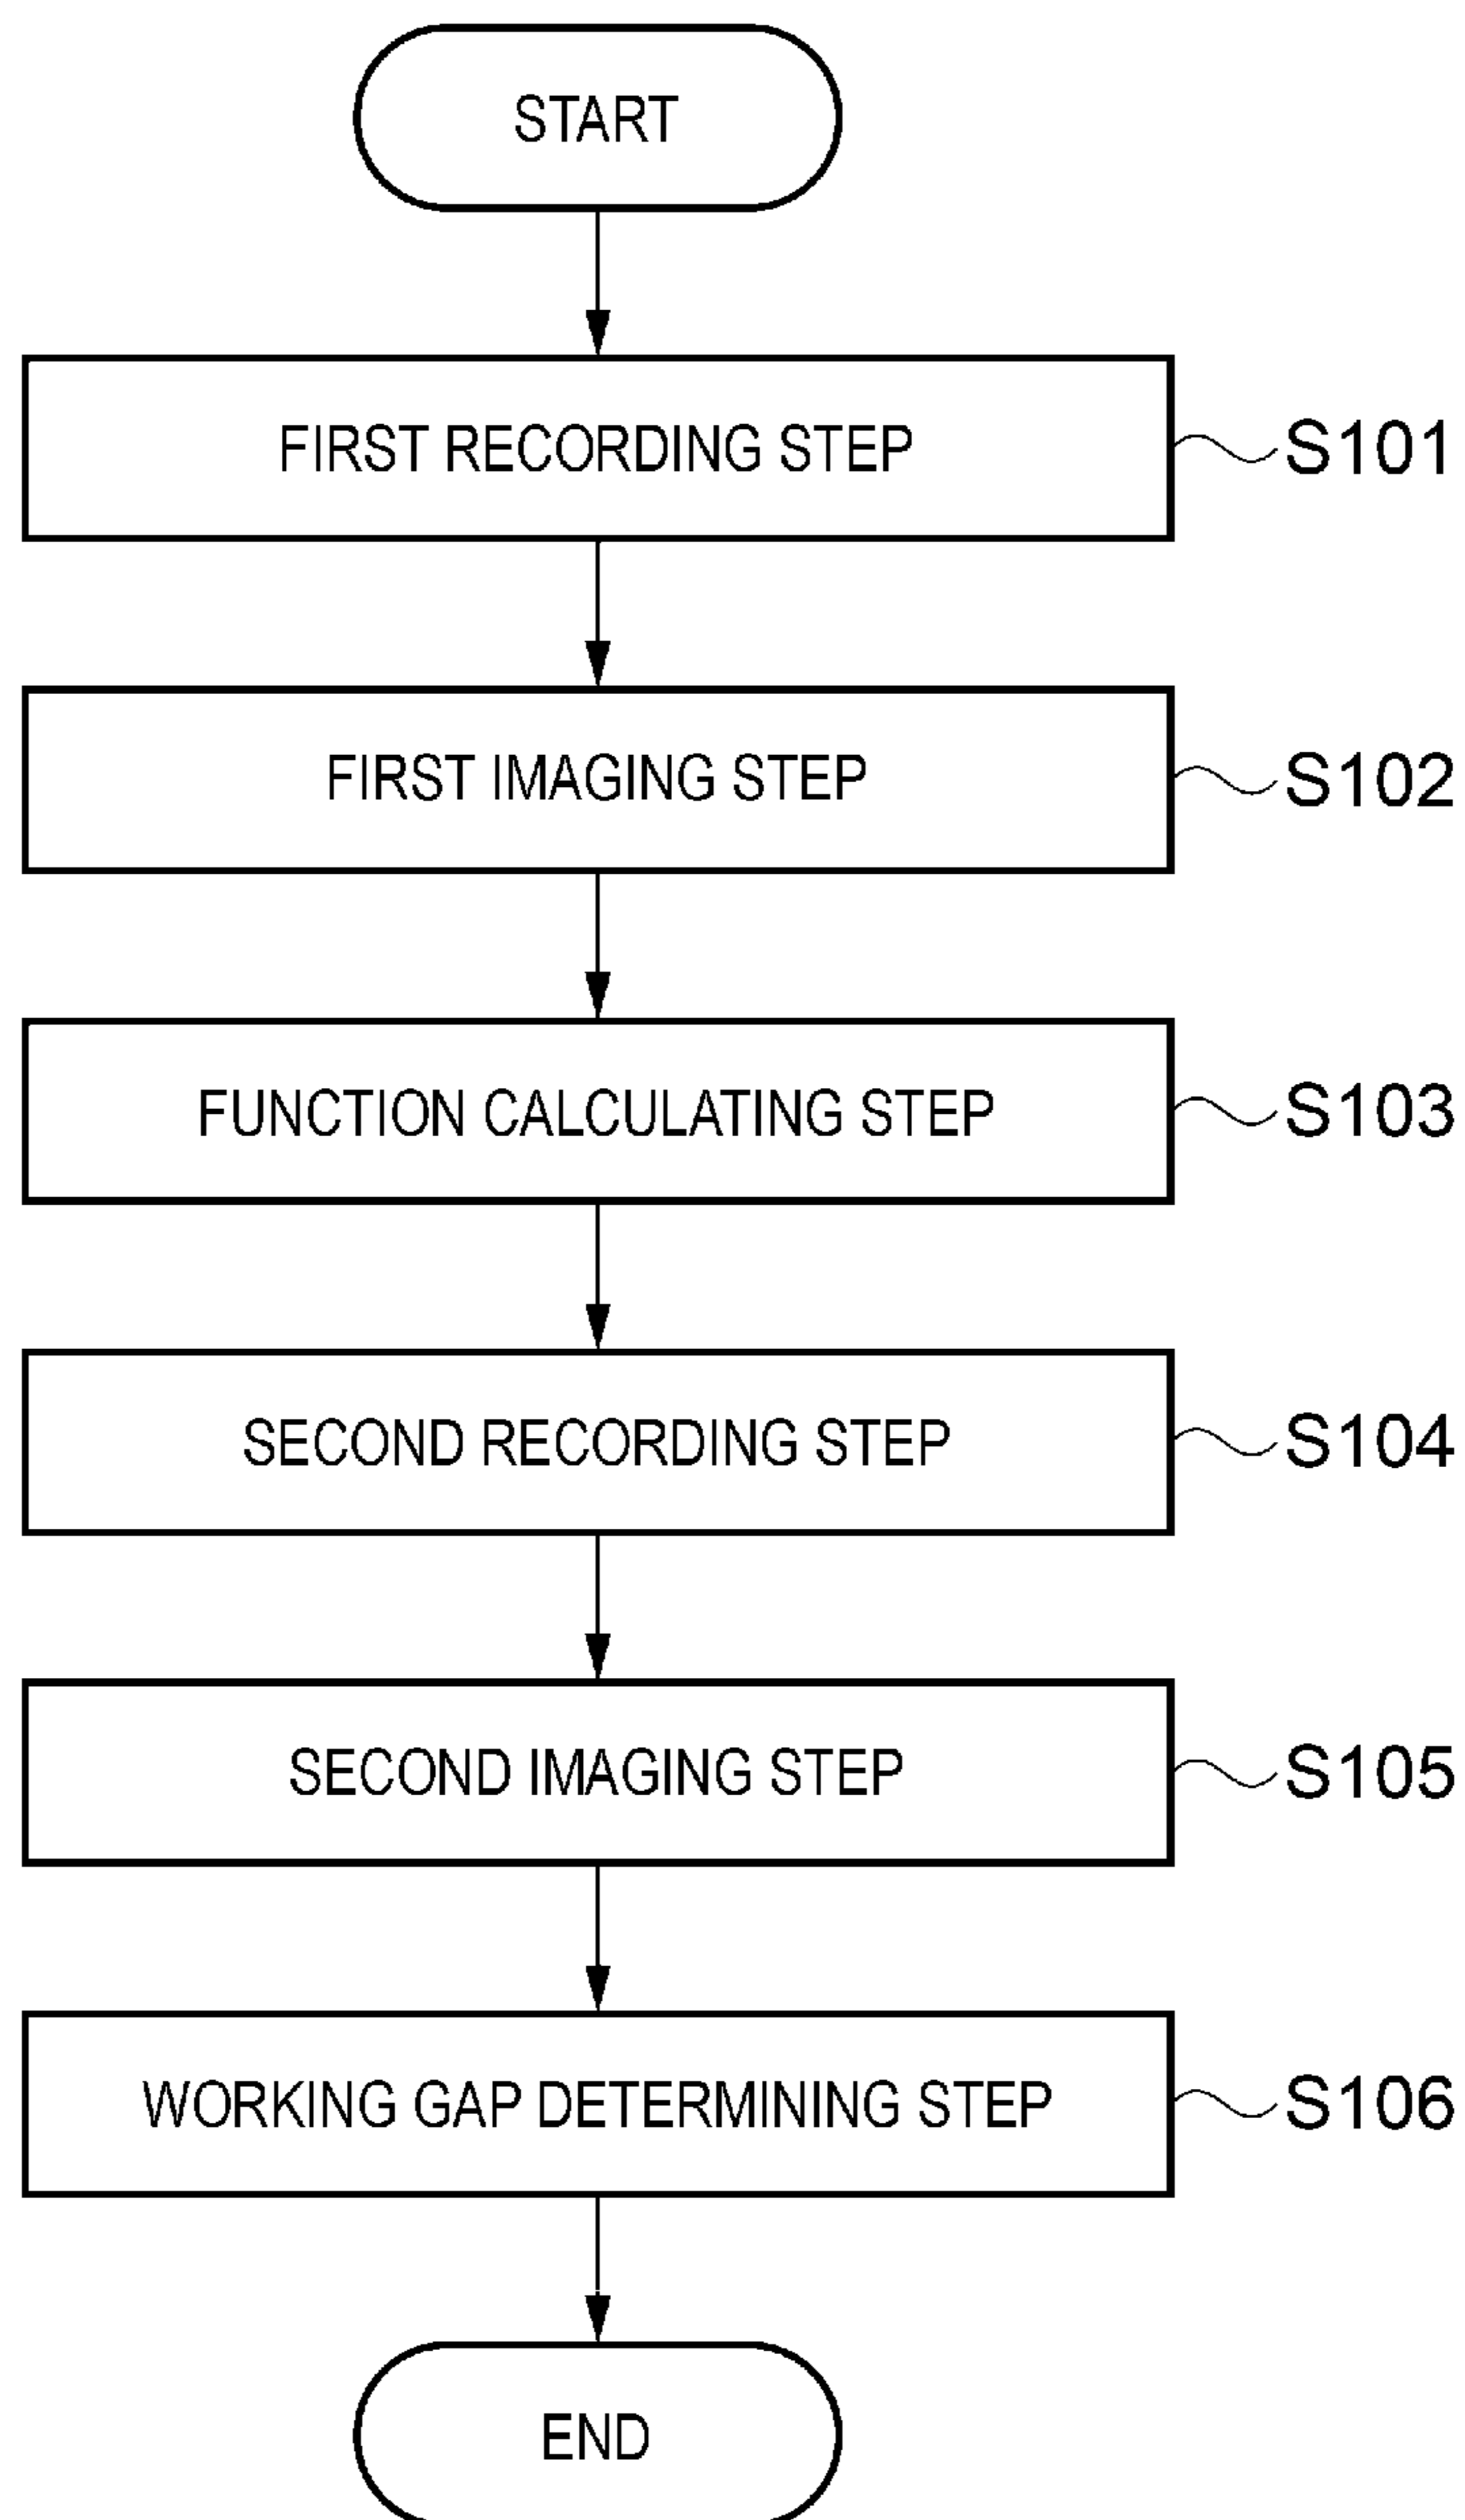 START
FIRST RECORDING STEP S101
FIRST IMAGING STEP S102
FUNCTION CALCULATING STEP S103
SECOND RECORDING STEP S104
SECOND IMAGING STEP S105
WORKING GAP DETERMINING STEP S106
END